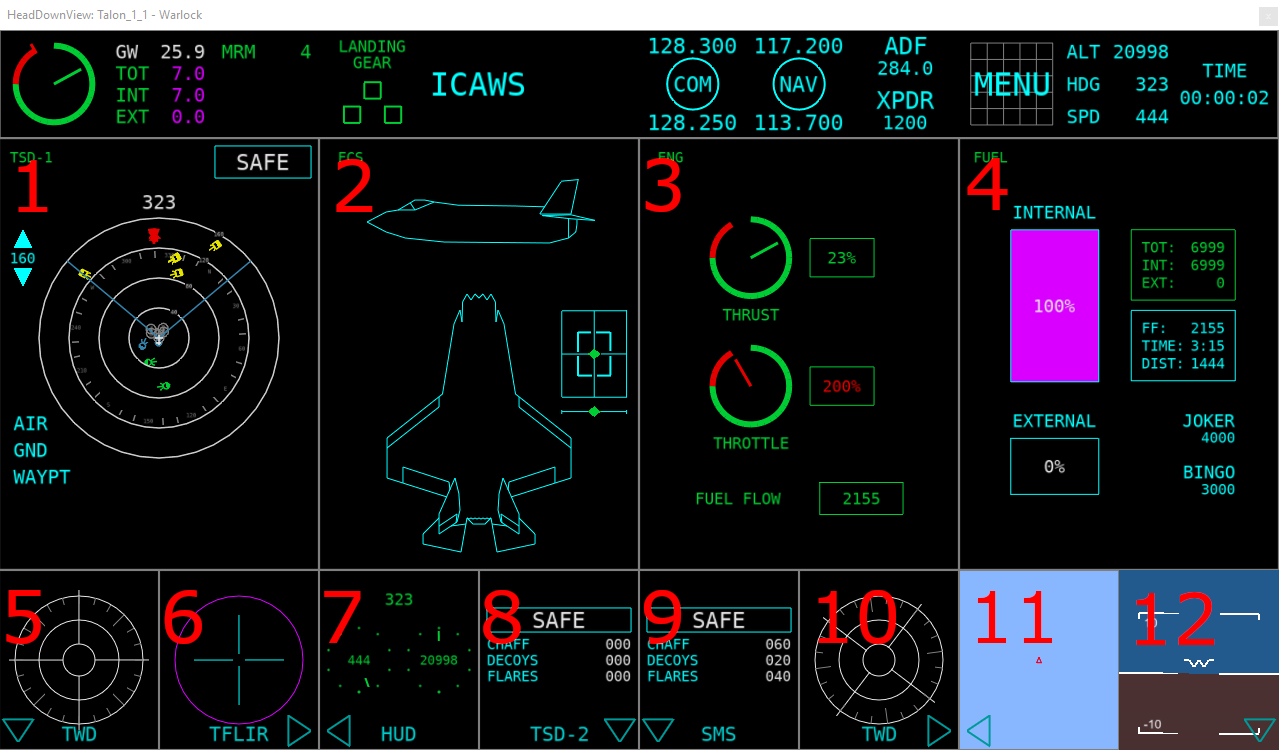 HeadDownView: Talon_1_1 - Warlock
GW 25.9
TOT 7.0
INT 7.0
EXT 0.0
MRM 4
LANDING
GEAR
ICAWS
128.300
COM
128.250
117.200
NAV
113.700
ADF
284.0
XPDR
1200
MENU
ALT 20998
HDG 323
SPD 444
TIME
00:00:02
TSD-1
1
SAFE
323
160
AIR
GND
WAYPT
FCS
2
ENG
3
23%
THRUST
200%
THROTTLE
FUEL FLOW 2155
FUEL
4
INTERNAL
100%
TOT: 6999
INT: 6999
EXT: 0
FF: 2155
TIME: 3:15
DIST: 1444
EXTERNAL
0%
JOKER
4000
BINGO
3000
5
TWD
6
TFLIR
7
323
444
20998
HUD
8
SAFE
CHAFF 000
DECOYS 000
FLARES 000
TSD-2
9
SAFE
CHAFF 060
DECOYS 020
FLARES 040
SMS
10
TWD
11
12
10
-10